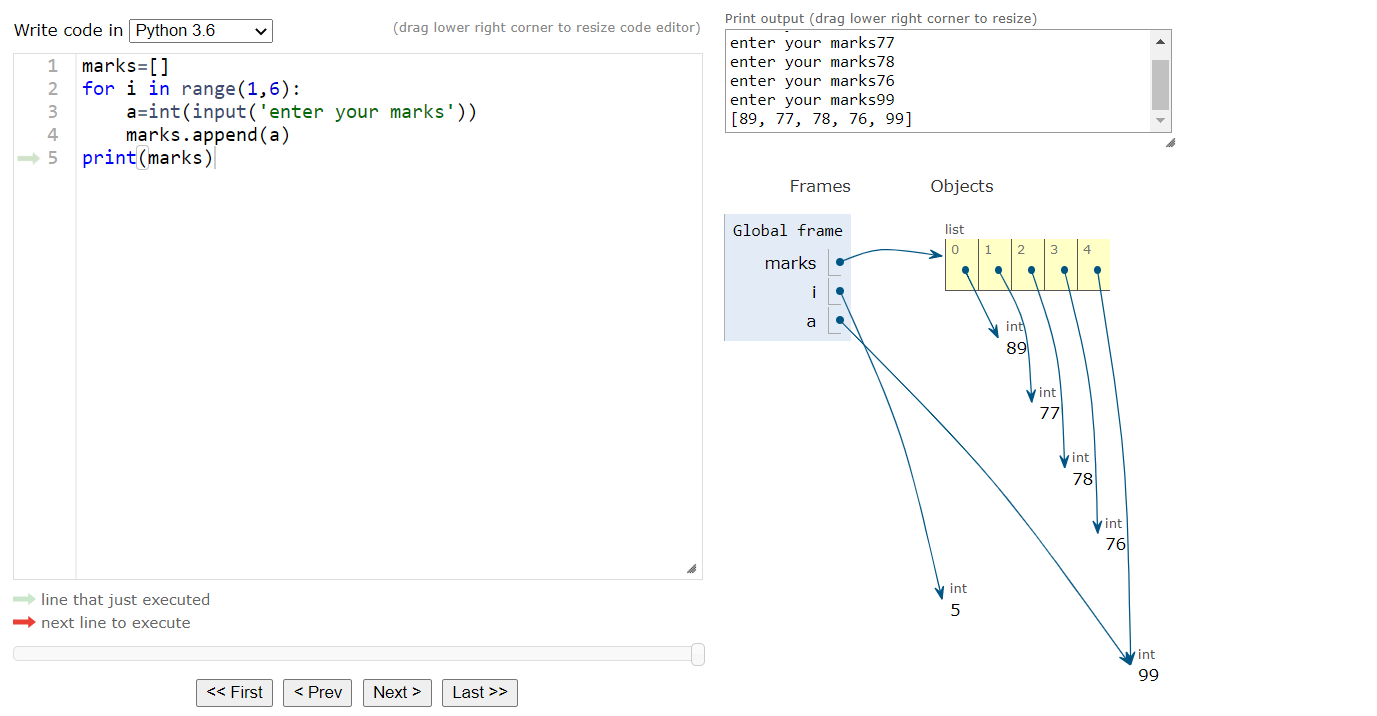 Write code in Python 3.6
(drag lower right corner to resize code editor)
1 marks=[]
2 for i in range(1,6):
3     a=int(input('enter your marks'))
4     marks.append(a)
5 print(marks)
line that just executed
next line to execute
<< First
< Prev
Next >
Last >>
Print output (drag lower right corner to resize)
enter your marks77
enter your marks78
enter your marks76
enter your marks99
[89, 77, 78, 76, 99]
Frames
Objects
Global frame
marks
i
a
list
0 1 2 3 4
int
89
int
77
int
78
int
76
int
5
int
99